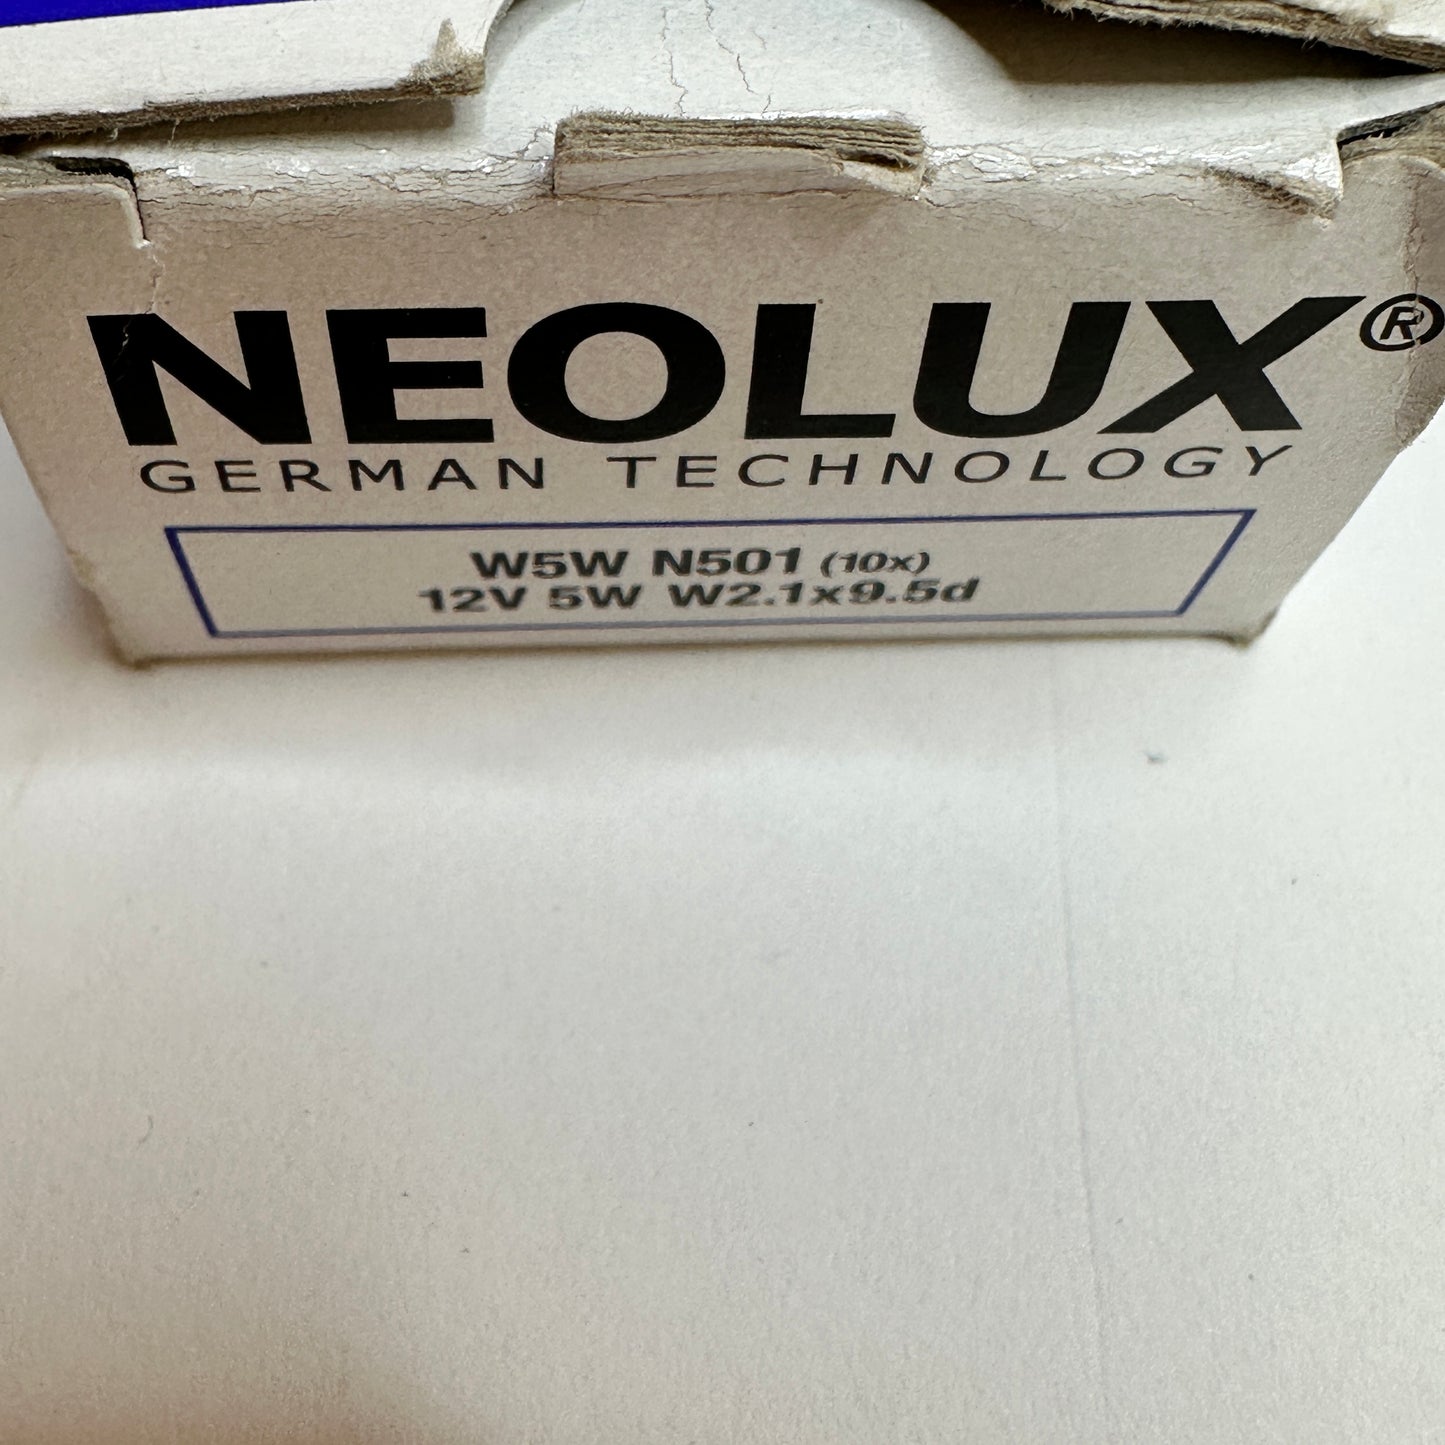 NEOLUX®
GERMAN TECHNOLOGY
W5W N501 (10x)
12V 5W W2.1x9.5d